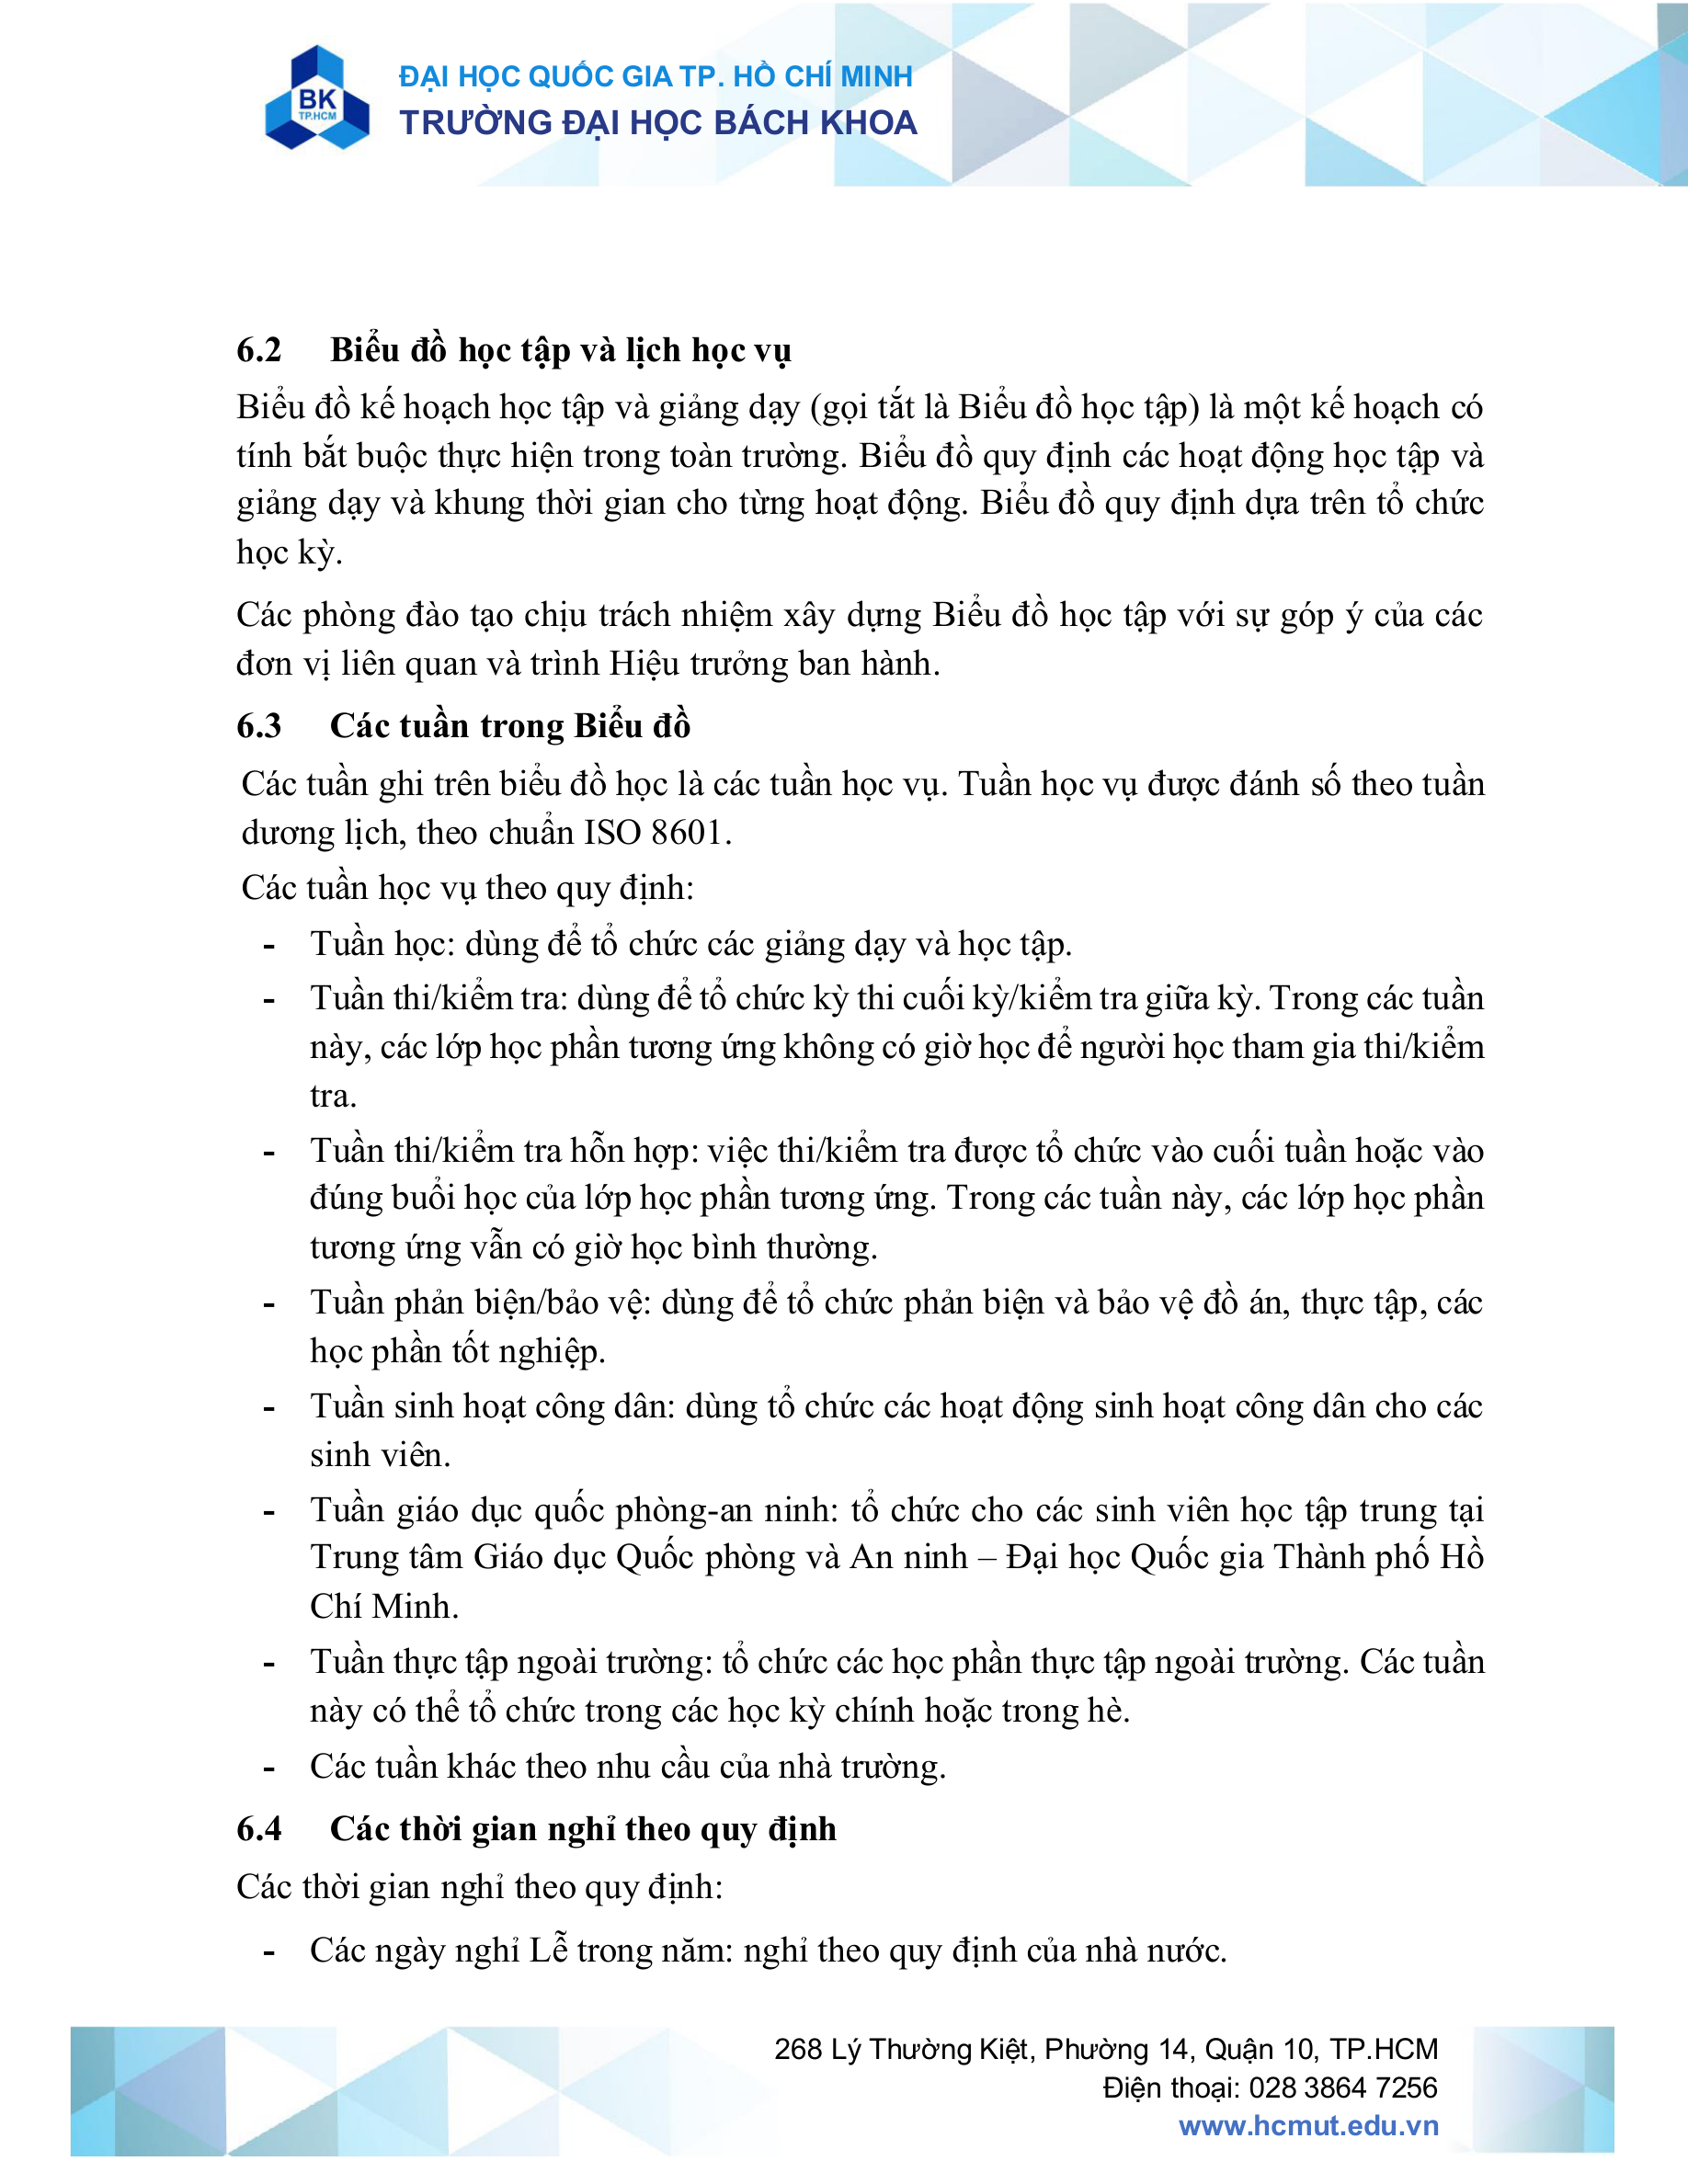 BK
TP.HCM
ĐẠI HỌC QUỐC GIA TP. HỒ CHÍ MINH
TRƯỜNG ĐẠI HỌC BÁCH KHOA
6.2 Biểu đồ học tập và lịch học vụ
Biểu đồ kế hoạch học tập và giảng dạy (gọi tắt là Biểu đồ học tập) là một kế hoạch có
tính bắt buộc thực hiện trong toàn trường. Biểu đồ quy định các hoạt động học tập và
giảng dạy và khung thời gian cho từng hoạt động. Biểu đồ quy định dựa trên tổ chức
học kỳ.
Các phòng đào tạo chịu trách nhiệm xây dựng Biểu đồ học tập với sự góp ý của các
đơn vị liên quan và trình Hiệu trưởng ban hành.
6.3 Các tuần trong Biểu đồ
Các tuần ghi trên biểu đồ học là các tuần học vụ. Tuần học vụ được đánh số theo tuần
dương lịch, theo chuẩn ISO 8601.
Các tuần học vụ theo quy định:
- Tuần học: dùng để tổ chức các giảng dạy và học tập.
- Tuần thi/kiểm tra: dùng để tổ chức kỳ thi cuối kỳ/kiểm tra giữa kỳ. Trong các tuần
này, các lớp học phần tương ứng không có giờ học để người học tham gia thi/kiểm
tra.
- Tuần thi/kiểm tra hỗn hợp: việc thi/kiểm tra được tổ chức vào cuối tuần hoặc vào
đúng buổi học của lớp học phần tương ứng. Trong các tuần này, các lớp học phần
tương ứng vẫn có giờ học bình thường.
- Tuần phản biện/bảo vệ: dùng để tổ chức phản biện và bảo vệ đồ án, thực tập, các
học phần tốt nghiệp.
- Tuần sinh hoạt công dân: dùng tổ chức các hoạt động sinh hoạt công dân cho các
sinh viên.
- Tuần giáo dục quốc phòng-an ninh: tổ chức cho các sinh viên học tập trung tại
Trung tâm Giáo dục Quốc phòng và An ninh – Đại học Quốc gia Thành phố Hồ
Chí Minh.
- Tuần thực tập ngoài trường: tổ chức các học phần thực tập ngoài trường. Các tuần
này có thể tổ chức trong các học kỳ chính hoặc trong hè.
- Các tuần khác theo nhu cầu của nhà trường.
6.4 Các thời gian nghỉ theo quy định
Các thời gian nghỉ theo quy định:
- Các ngày nghỉ Lễ trong năm: nghỉ theo quy định của nhà nước.
268 Lý Thường Kiệt, Phường 14, Quận 10, TP.HCM
Điện thoại: 028 3864 7256
www.hcmut.edu.vn